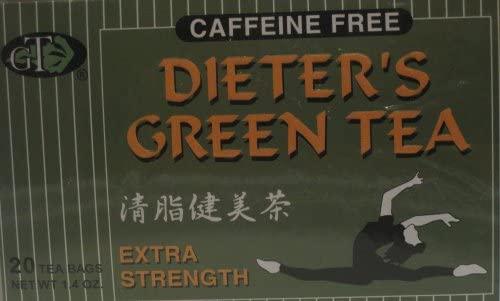 CAFFEINE FREE
GT
®
DIETER'S
GREEN TEA
清脂健美茶
EXTRA
STRENGTH
20 TEA BAGS
NET WT 1.4 OZ.